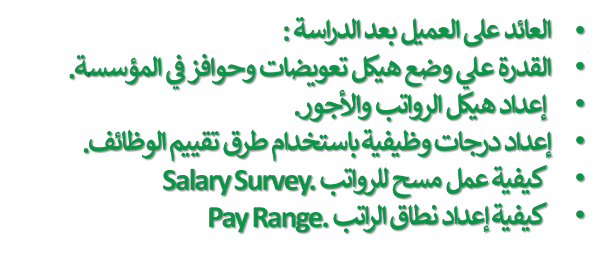 • العائد على العميل بعد الدراسة :
• القدرة علي وضع هيكل تعويضات وحوافز في المؤسسة.
• إعداد هيكل الرواتب والأجور.
• إعداد درجات وظيفية باستخدام طرق تقييم الوظائف.
• كيفية عمل مسح للرواتب .Salary Survey
• كيفية إعداد نطاق الراتب .Pay Range